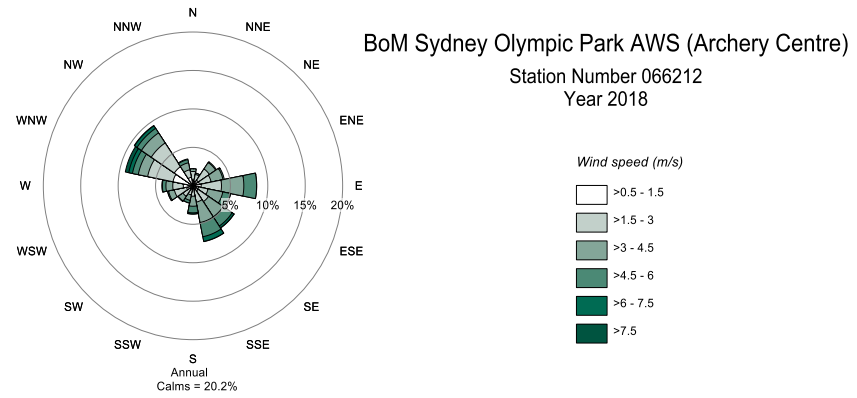 N
NNW
NNE
NW
NE
WNW
ENE
W
E
5%
10%
15%
20%
WSW
ESE
SW
SE
SSW
SSE
S
Annual
Calms = 20.2%
BoM Sydney Olympic Park AWS (Archery Centre)
Station Number 066212
Year 2018
Wind speed (m/s)
>0.5 - 1.5
>1.5 - 3
>3 - 4.5
>4.5 - 6
>6 - 7.5
>7.5